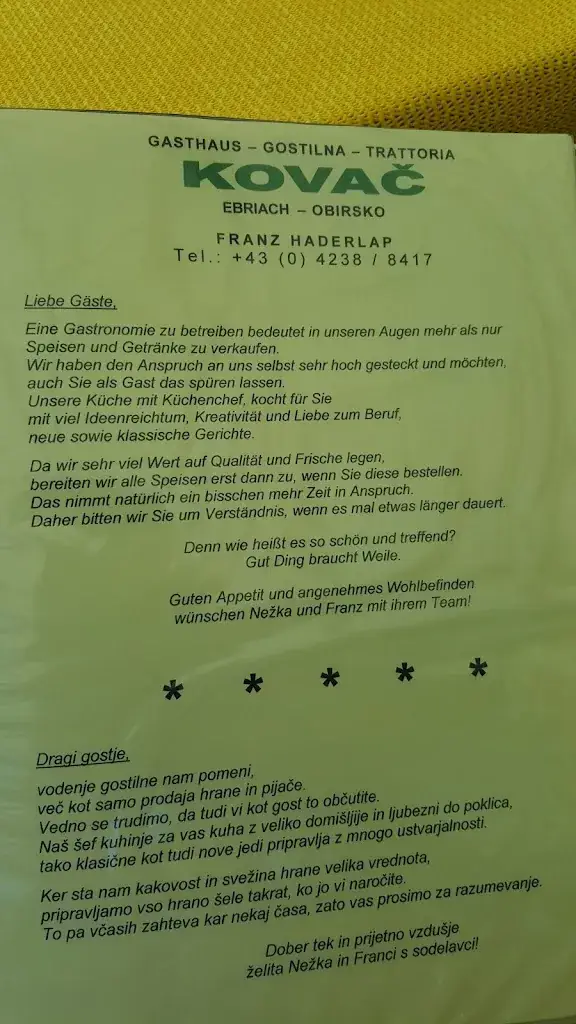 GASTHAUS – GOSTILNA – TRATTORIA
KOVAČ
EBRIACH – OBIRSKO
FRANZ HADERLAP
Tel.: +43 (0) 4238 / 8417
Liebe Gäste,
Eine Gastronomie zu betreiben bedeutet in unseren Augen mehr als nur
Speisen und Getränke zu verkaufen.
Wir haben den Anspruch an uns selbst sehr hoch gesteckt und möchten,
auch Sie als Gast das spüren lassen.
Unsere Küche mit Küchenchef, kocht für Sie
mit viel Ideenreichtum, Kreativität und Liebe zum Beruf,
neue sowie klassische Gerichte.
Da wir sehr viel Wert auf Qualität und Frische legen,
bereiten wir alle Speisen erst dann zu, wenn Sie diese bestellen.
Das nimmt natürlich ein bisschen mehr Zeit in Anspruch.
Daher bitten wir Sie um Verständnis, wenn es mal etwas länger dauert.
Denn wie heißt es so schön und treffend?
Gut Ding braucht Weile.
Guten Appetit und angenehmes Wohlbefinden
wünschen Nežka und Franz mit ihrem Team!
* * * * *
Dragi gostje,
vodenje gostilne nam pomeni,
več kot samo prodaja hrane in pijače.
Vedno se trudimo, da tudi vi kot gost to občutite.
Naš šef kuhinje za vas kuha z veliko domišljije in ljubezni do poklica,
tako klasične kot tudi nove jedi pripravlja z mnogo ustvarjalnosti.
Ker sta nam kakovost in svežina hrane velika vrednota,
pripravljamo vso hrano šele takrat, ko jo vi naročite.
To pa včasih zahteva kar nekaj časa, zato vas prosimo za razumevanje.
Dober tek in prijetno vzdušje
želita Nežka in Franci s sodelavci!